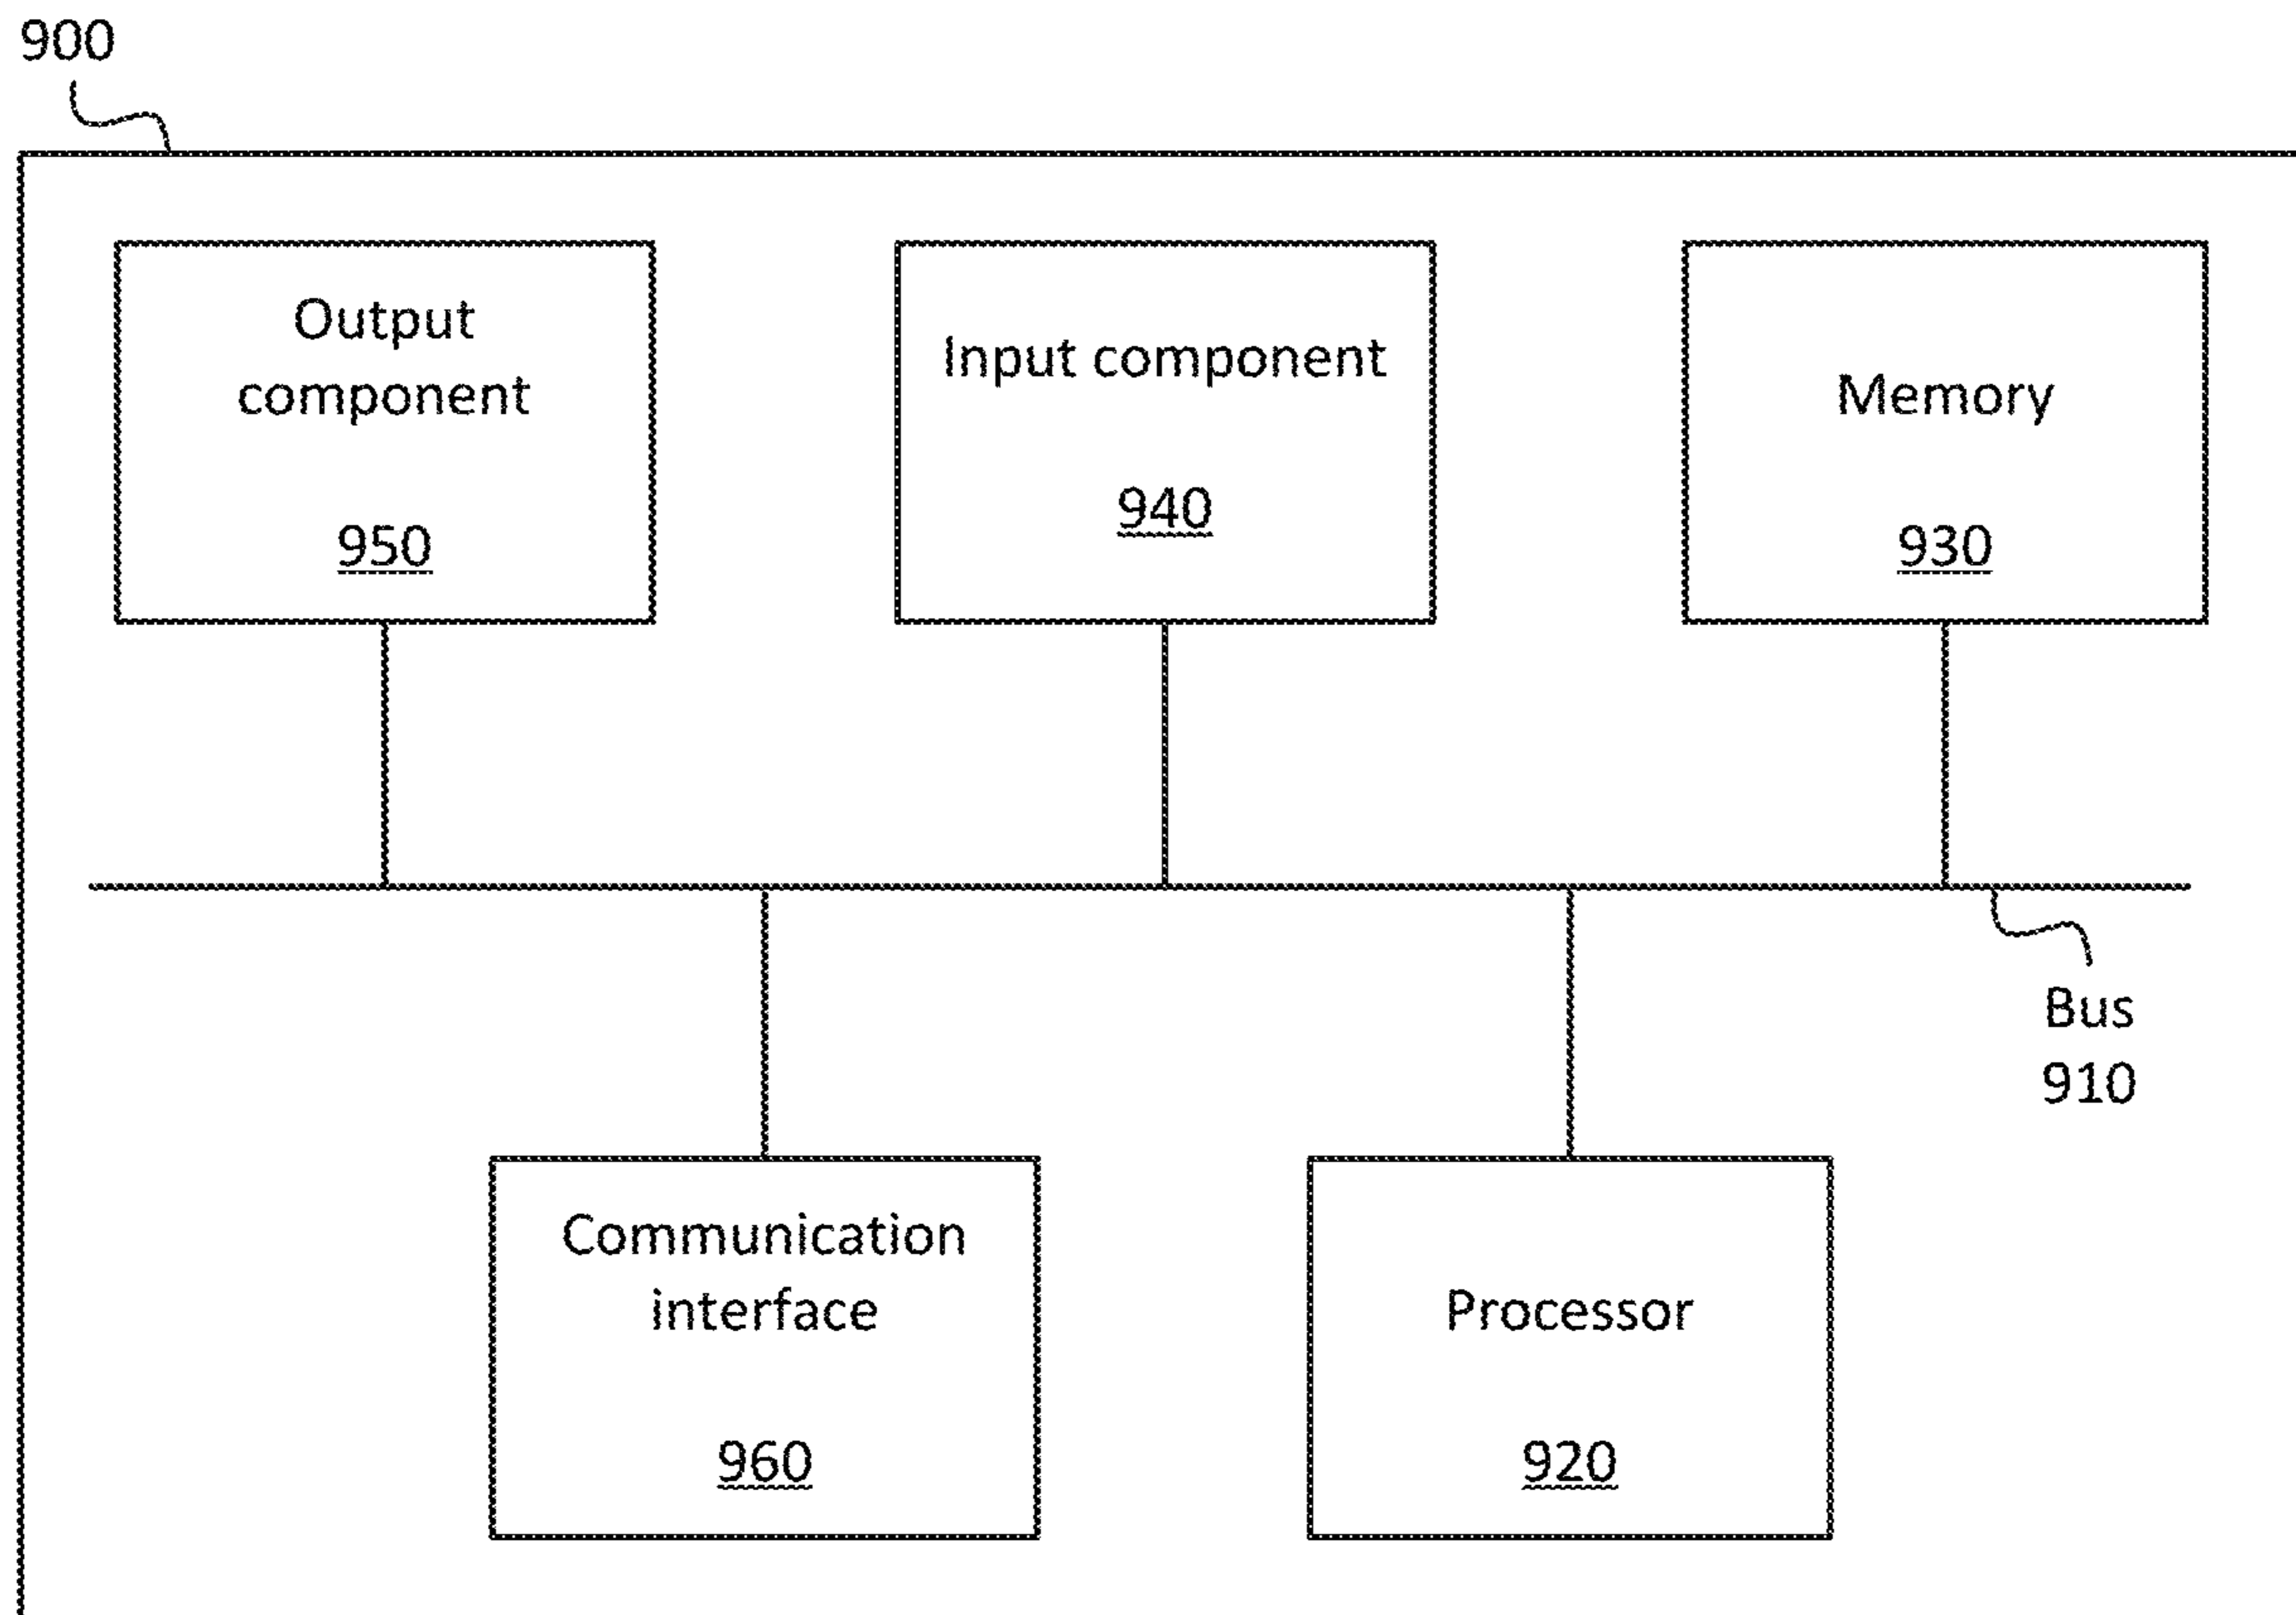 900
Output
component
950
Input component
940
Memory
930
Bus
910
Communication
interface
960
Processor
920